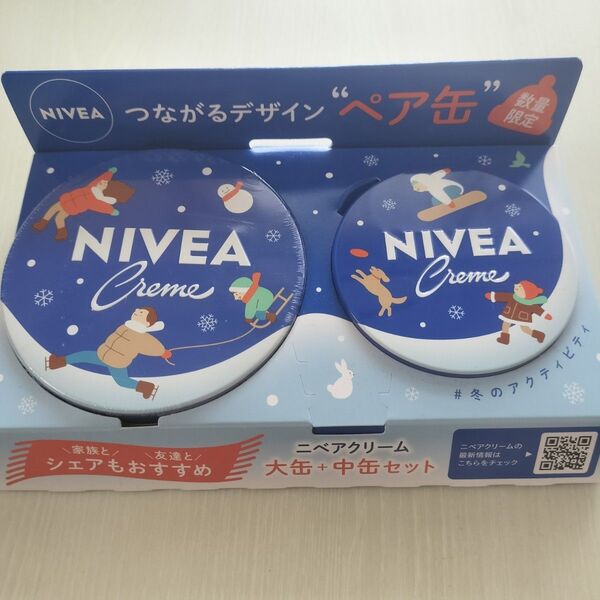 NIVEA
つながるデザイン “ペア缶”
数量
限定
NIVEA
Creme
NIVEA
Creme
#冬のアクティビティ
家族と 友達と
シェアもおすすめ
ニベアクリーム
大缶+中缶セット
ニベアクリームの
最新情報は
こちらをチェック